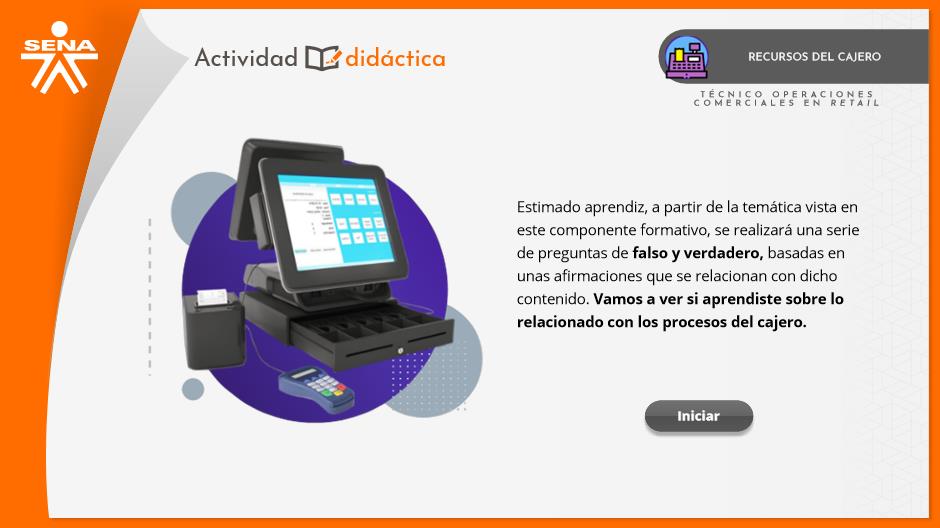 SENA
Actividad didáctica
RECURSOS DEL CAJERO
TÉCNICO OPERACIONES
COMERCIALES EN RETAIL
Estimado aprendiz, a partir de la temática vista en
este componente formativo, se realizará una serie
de preguntas de falso y verdadero, basadas en
unas afirmaciones que se relacionan con dicho
contenido. Vamos a ver si aprendiste sobre lo
relacionado con los procesos del cajero.
Iniciar